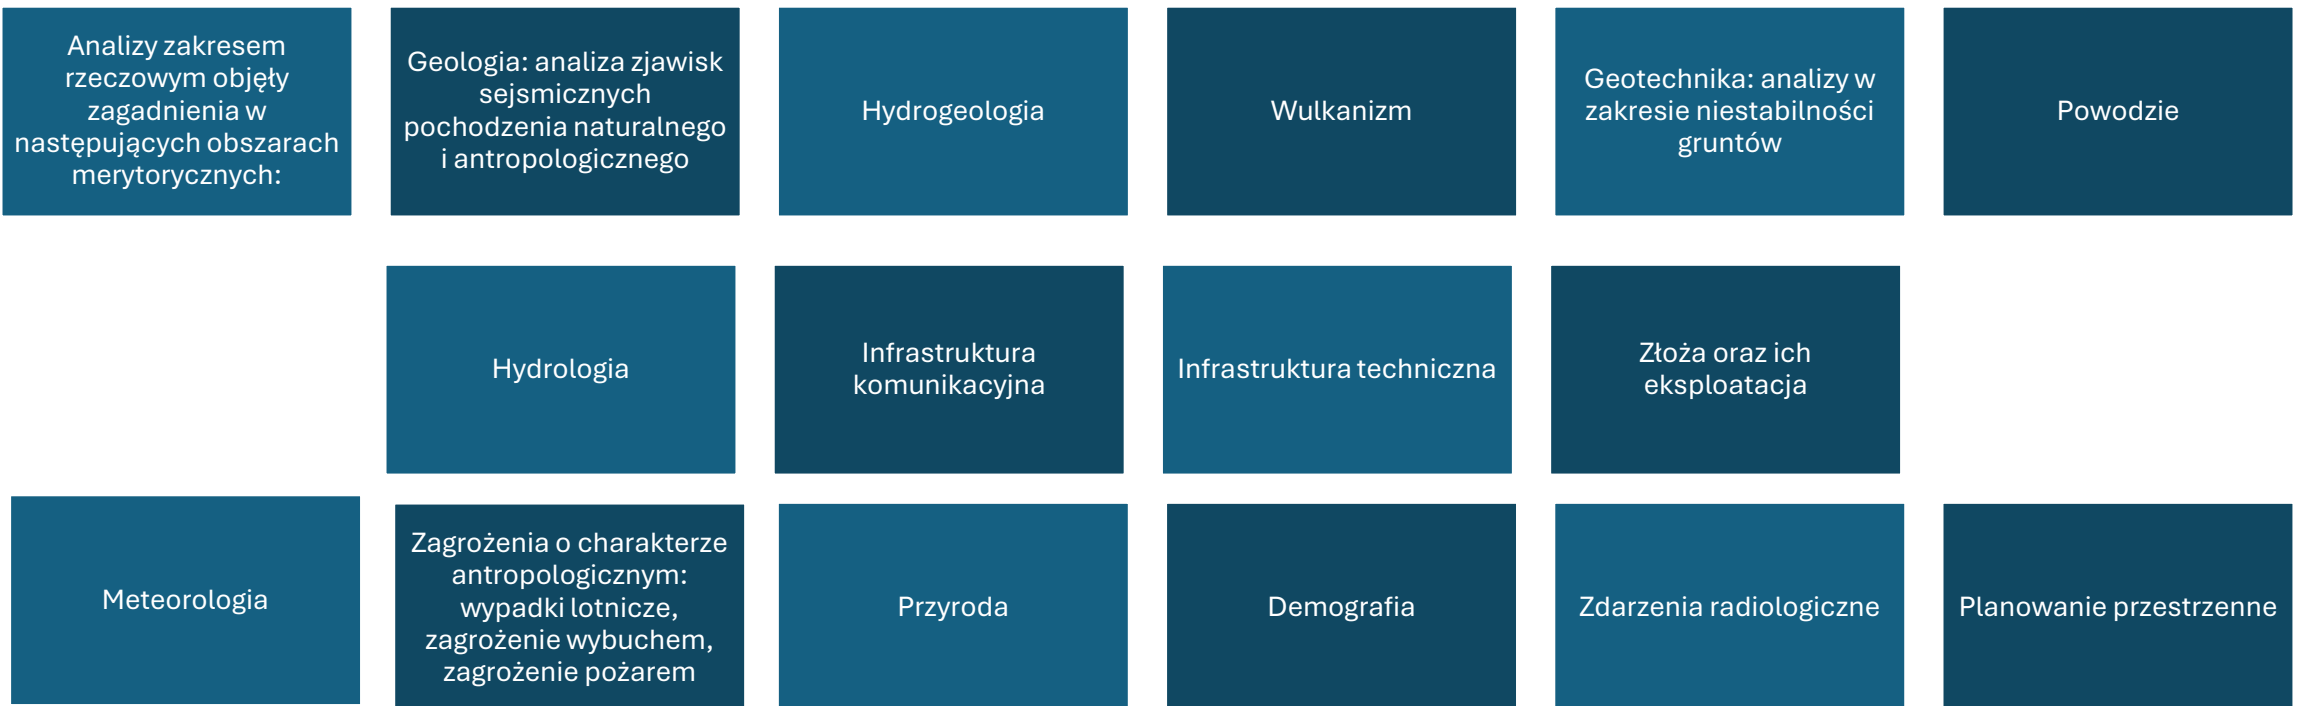 Analizy zakresem
rzeczowym objęły
zagadnienia w
następujących obszarach
merytorycznych:
Geologia: analiza zjawisk
sejsmicznych
pochodzenia naturalnego
i antropologicznego
Hydrogeologia
Wulkanizm
Geotechnika: analizy w
zakresie niestabilności
gruntów
Powodzie
Hydrologia
Infrastruktura
komunikacyjna
Infrastruktura techniczna
Złoża oraz ich
eksploatacja
Meteorologia
Zagrożenia o charakterze
antropologicznym:
wypadki lotnicze,
zagrożenie wybuchem,
zagrożenie pożarem
Przyroda
Demografia
Zdarzenia radiologiczne
Planowanie przestrzenne